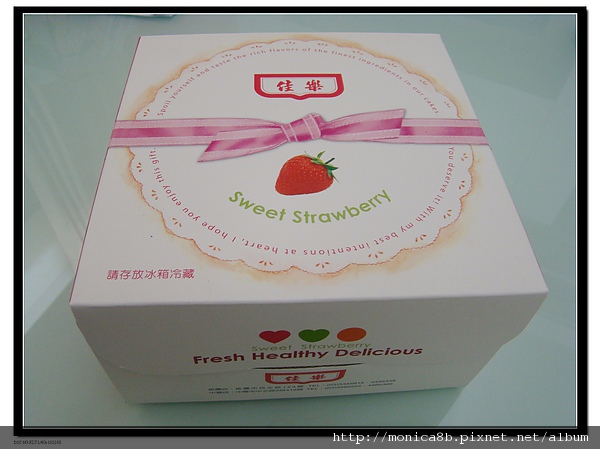 Spoil yourself and taste the rich flavors of the finest ingredients in our cakes.
佳樂
you deserve it! With my best intentions at heart, I hope you enjoy this gift.
Sweet Strawberry
請存放冰箱冷藏
Sweet Strawberry
Fresh Healthy Delicious
佳樂
http://monica8b.pixnet.net/album